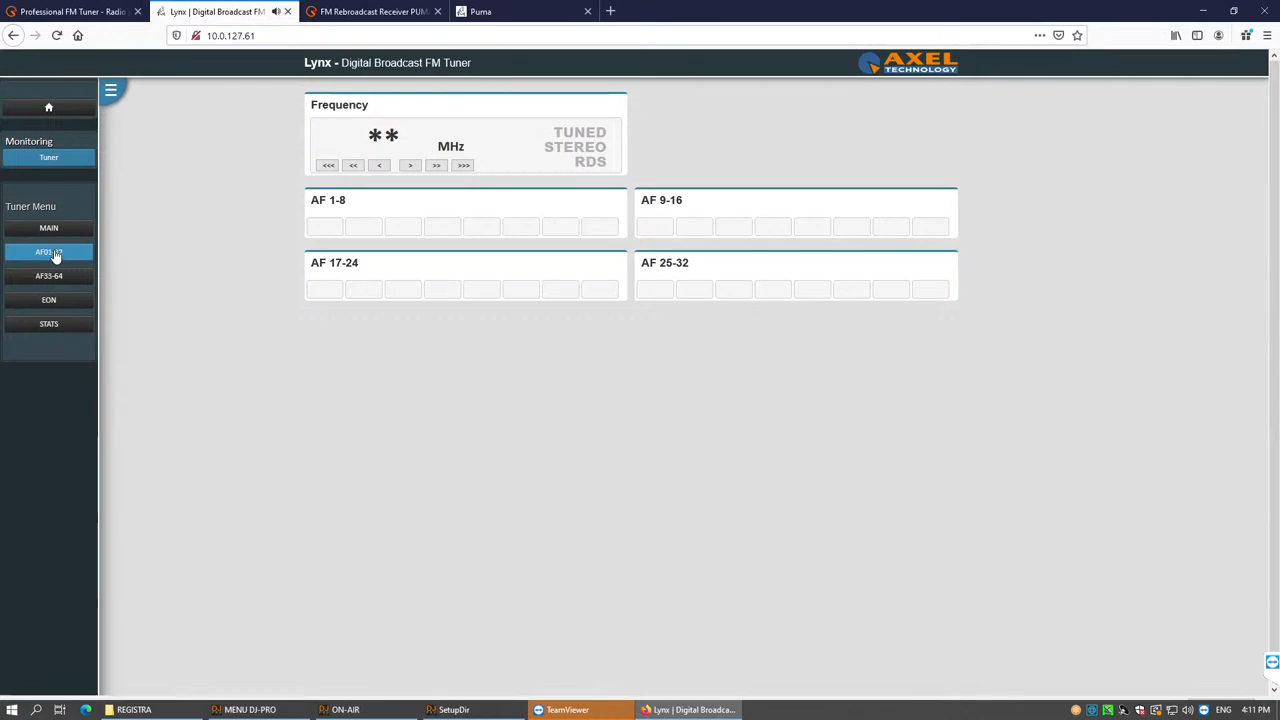 Professional FM Tuner - Radio
Lynx | Digital Broadcast FM
FM Rebroadcast Receiver PUM
Puma
10.0.127.61
Lynx - Digital Broadcast FM Tuner
AXEL
TECHNOLOGY
Monitoring
Tuner
Tuner Menu
MAIN
AF33-64
EON
STATS
Frequency
**
MHz
TUNED
STEREO
RDS
<<<
<<
<
>
>>
>>>
AF 1-8
AF 9-16
AF 17-24
AF 25-32
REGISTRA
MENU DJ-PRO
ON-AIR
SetupDir
TeamViewer
Lynx | Digital Broadca...
ENG
4:11 PM